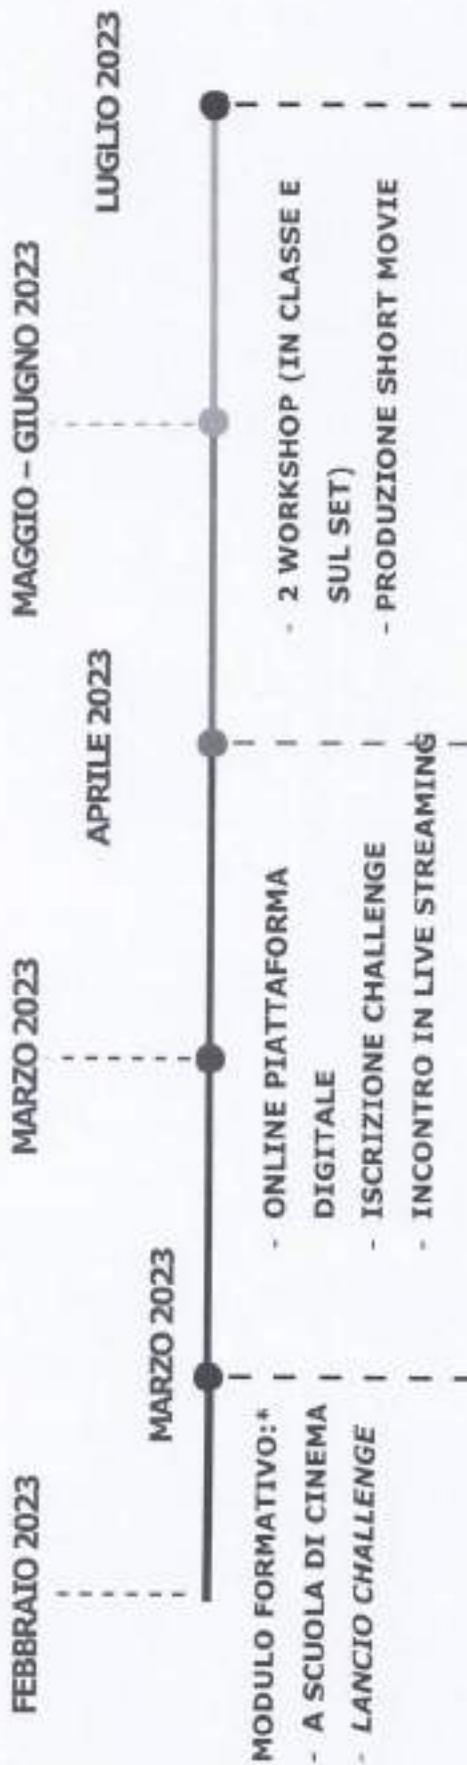 FEBBRAIO 2023
MARZO 2023
MARZO 2023
APRILE 2023
MAGGIO – GIUGNO 2023
LUGLIO 2023
MODULO FORMATIVO:*
- A SCUOLA DI CINEMA
- LANCIO CHALLENGE
- ONLINE PIATTAFORMA
DIGITALE
- ISCRIZIONE CHALLENGE
- INCONTRO IN LIVE STREAMING
- 2 WORKSHOP (IN CLASSE E
SUL SET)
- PRODUZIONE SHORT MOVIE